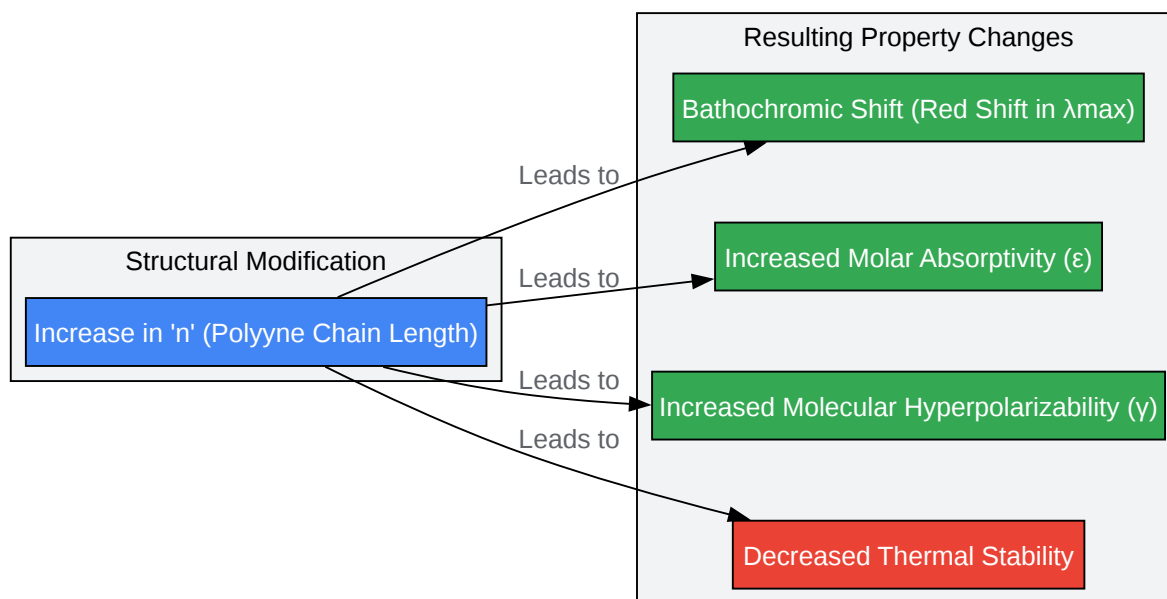 Resulting Property Changes
Bathochromic Shift (Red Shift in λmax)
Leads to
Structural Modification
Increased Molar Absorptivity (ε)
Leads to
Increase in 'n' (Polyyne Chain Length)
Leads to
Increased Molecular Hyperpolarizability (γ)
Leads to
Decreased Thermal Stability